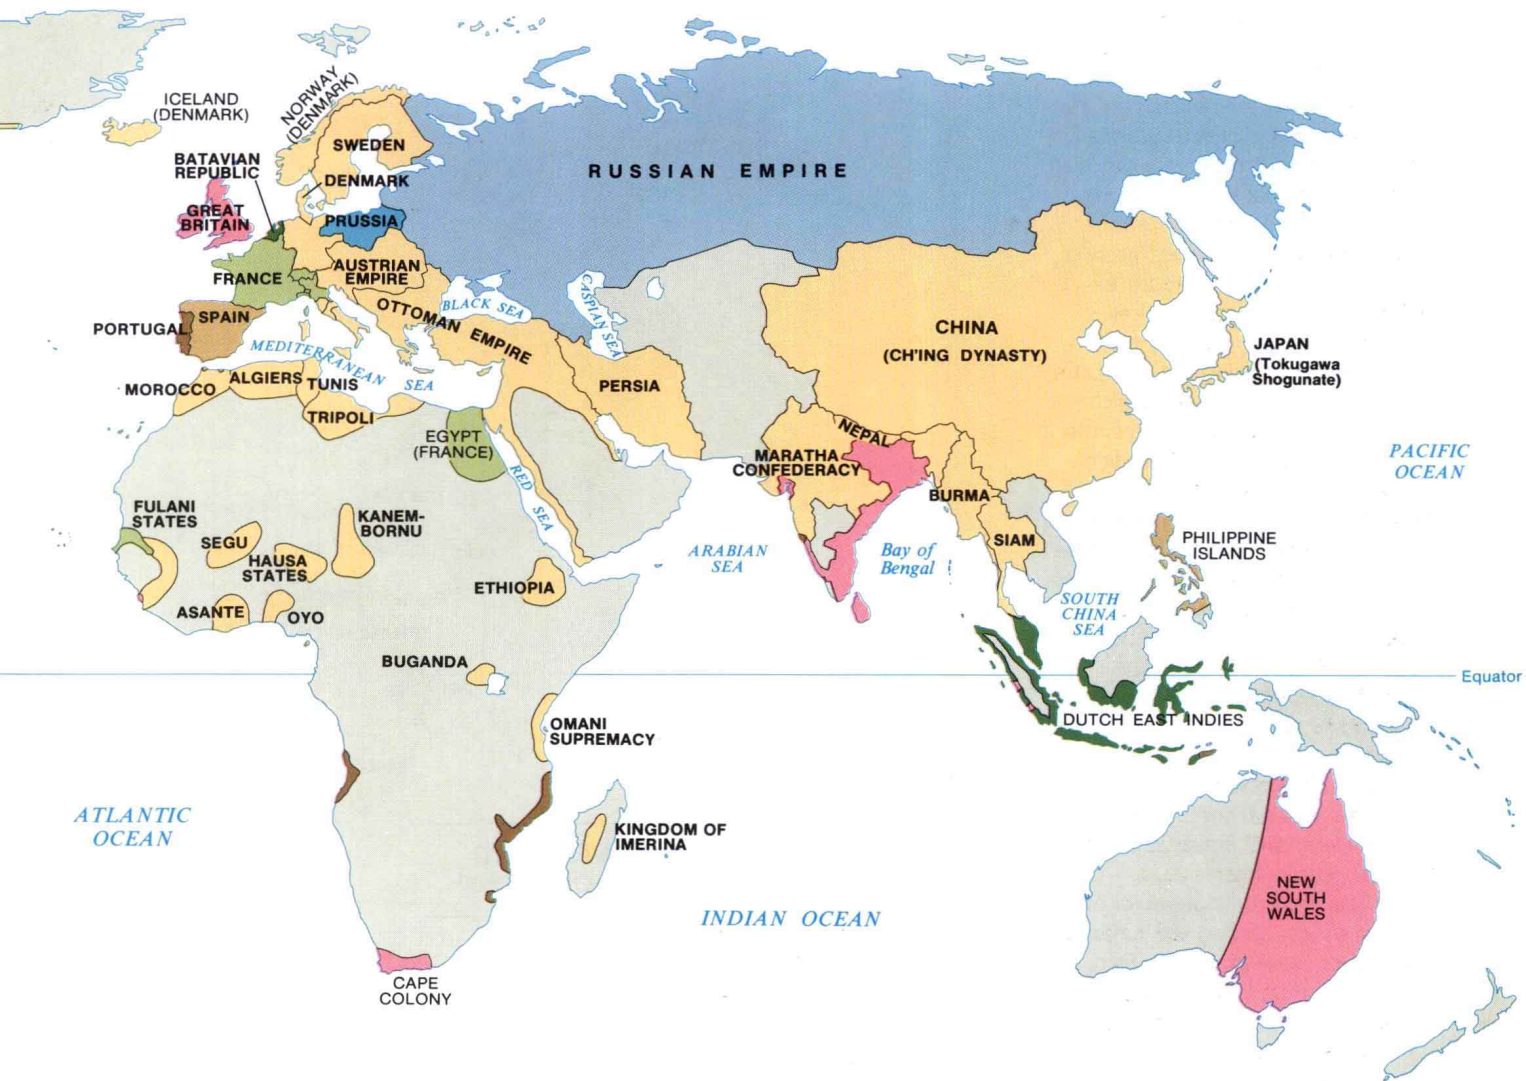 ICELAND
(DENMARK)
NORWAY
(DENMARK)
SWEDEN
BATAVIAN
REPUBLIC
DENMARK
RUSSIAN EMPIRE
GREAT
BRITAIN
PRUSSIA
FRANCE
AUSTRIAN
EMPIRE
BLACK SEA
CASPIAN SEA
OTTOMAN EMPIRE
SPAIN
PORTUGAL
MEDITERRANEAN SEA
CHINA
(CH'ING DYNASTY)
JAPAN
(Tokugawa
Shogunate)
MOROCCO
ALGIERS
TUNIS
TRIPOLI
PERSIA
EGYPT
(FRANCE)
RED SEA
NEPAL
MARATHA
CONFEDERACY
BURMA
PACIFIC
OCEAN
FULANI
STATES
SEGU
HAUSA
STATES
KANEM-
BORNU
ETHIOPIA
ASANTE
OYO
ARABIAN
SEA
Bay of
Bengal
SIAM
PHILIPPINE
ISLANDS
SOUTH
CHINA
SEA
BUGANDA
Equator
OMANI
SUPREMACY
DUTCH EAST INDIES
ATLANTIC
OCEAN
KINGDOM OF
IMERINA
INDIAN OCEAN
NEW
SOUTH
WALES
CAPE
COLONY